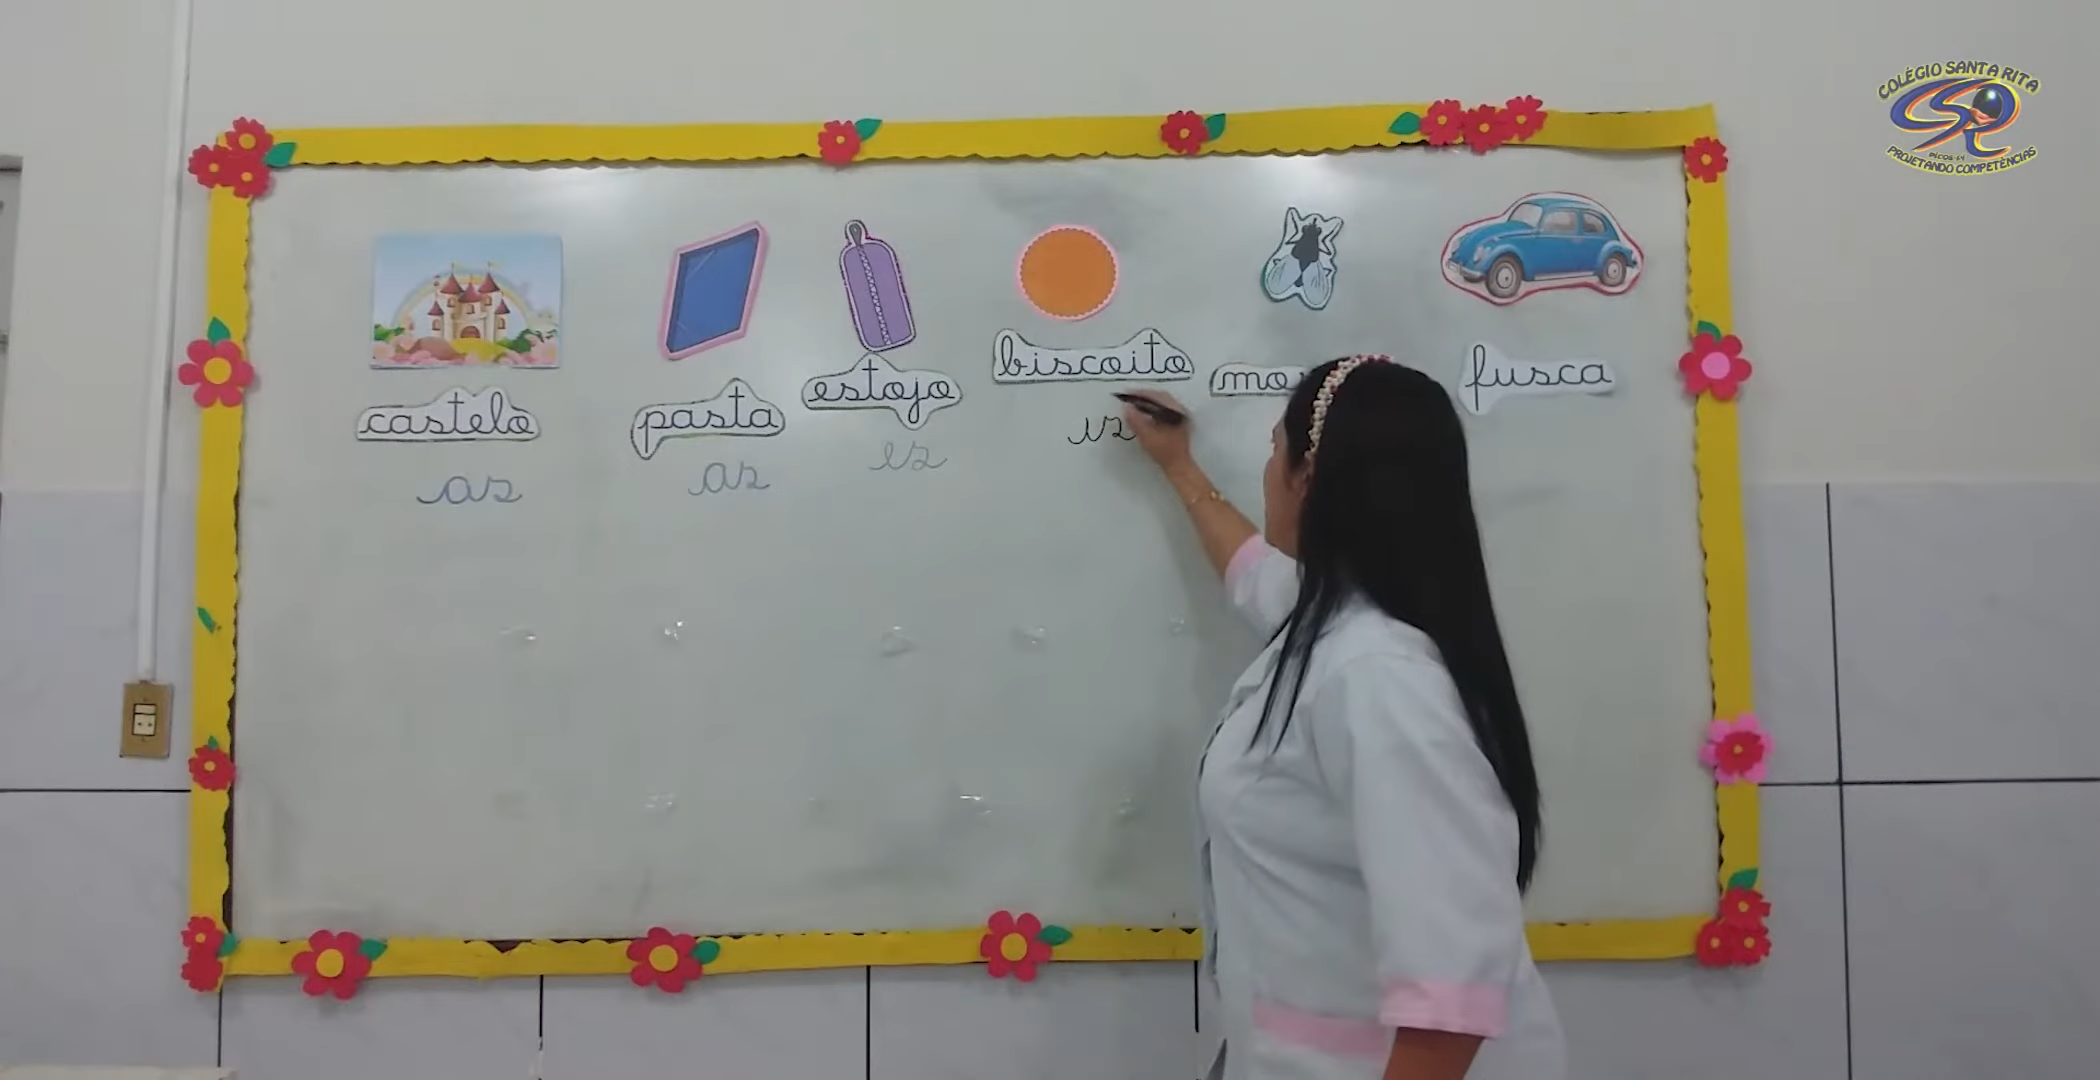 COLÉGIO SANTA RITA
PROJETANDO COMPETÊNCIAS
castelo
pasta
estojo
biscoito
fusca
as
as
es
is